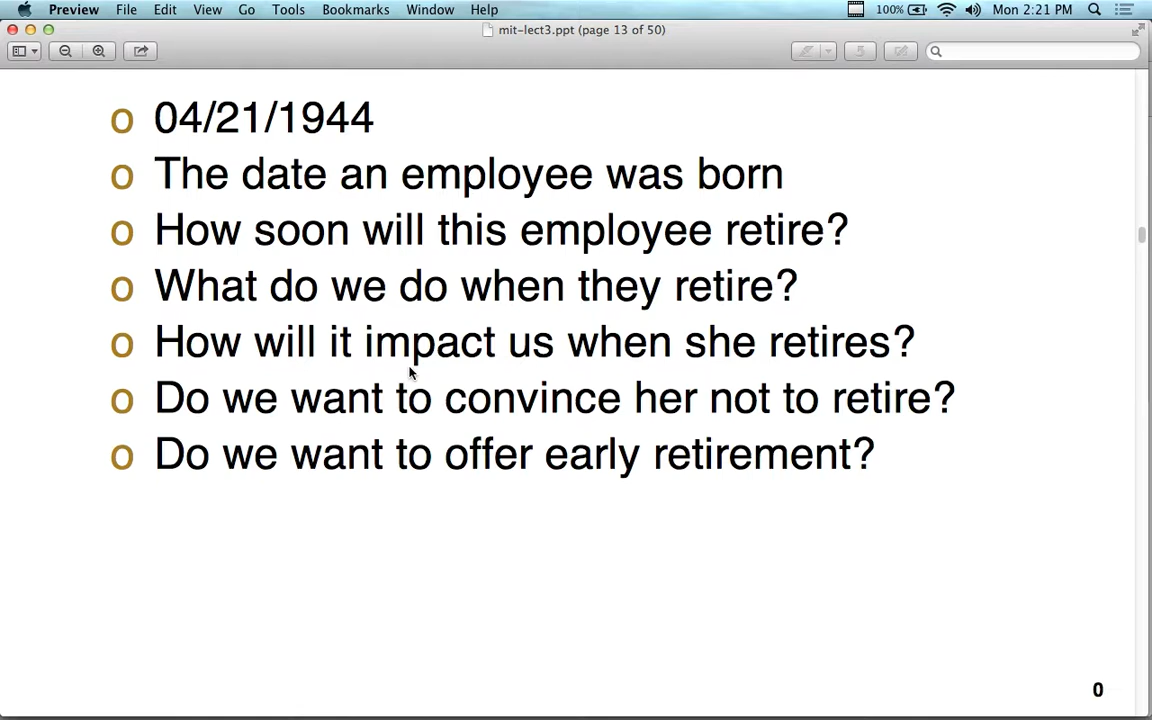 Preview File Edit View Go Tools Bookmarks Window Help 100% Mon 2:21 PM
mit-lect3.ppt (page 13 of 50)
o 04/21/1944
o The date an employee was born
o How soon will this employee retire?
o What do we do when they retire?
o How will it impact us when she retires?
o Do we want to convince her not to retire?
o Do we want to offer early retirement?
0